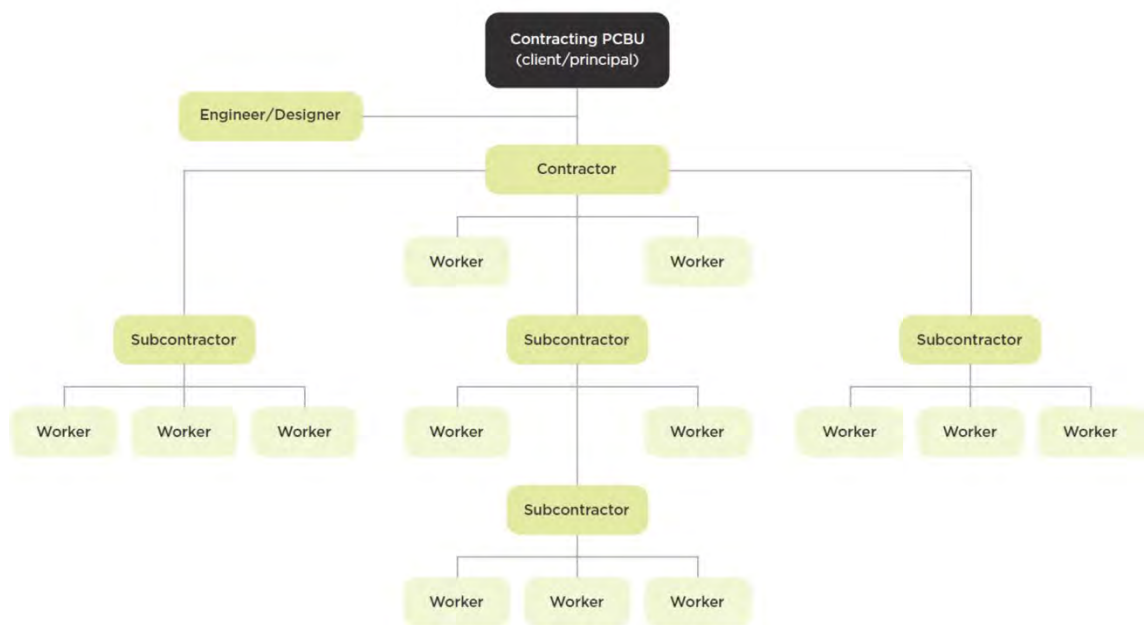 Contracting PCBU
(client/principal)
Engineer/Designer
Contractor
Worker
Worker
Subcontractor
Subcontractor
Subcontractor
Worker
Worker
Worker
Worker
Worker
Worker
Worker
Worker
Subcontractor
Worker
Worker
Worker